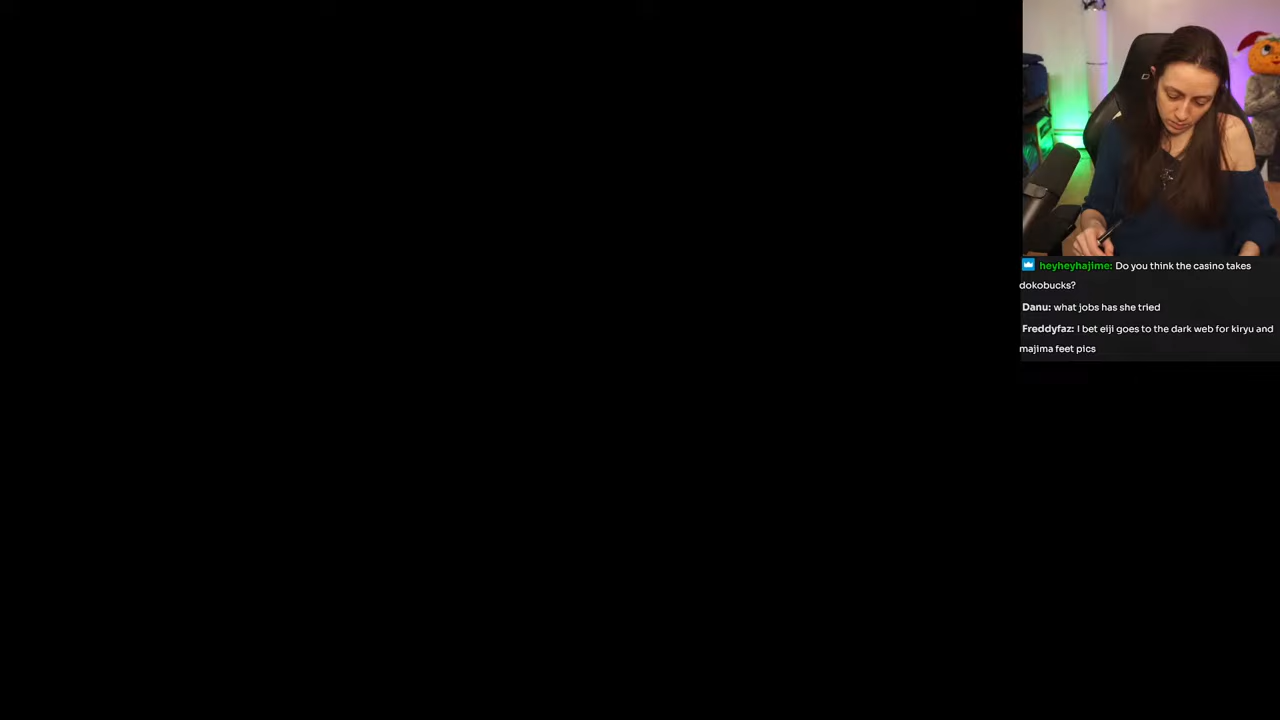 heyheyhajime: Do you think the casino takes
dokobucks?
Danu: what jobs has she tried
Freddyfaz: I bet eiji goes to the dark web for kiryu and
majima feet pics